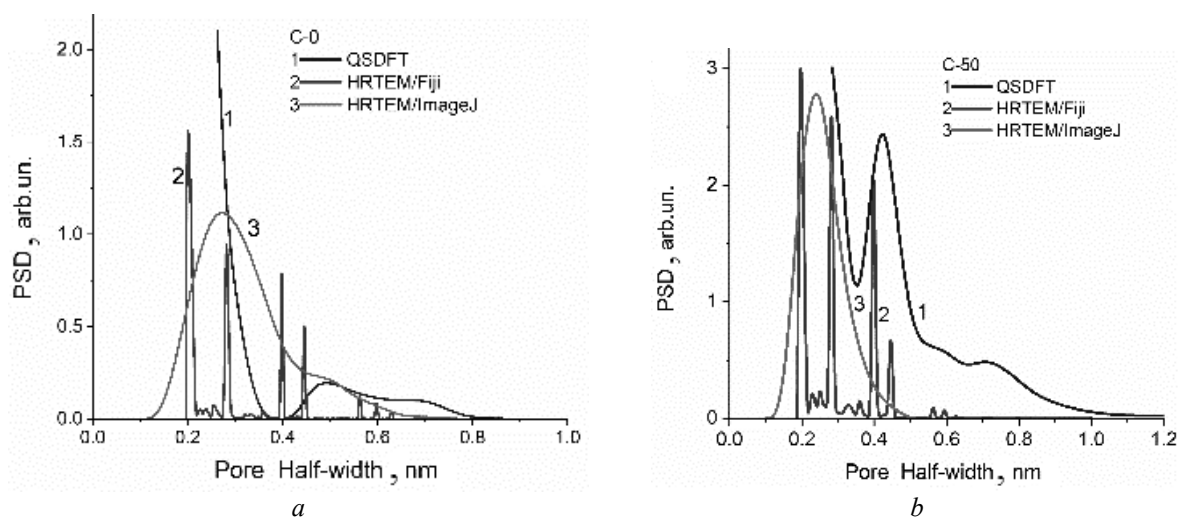 C-0
1 QSDFT
2 HRTEM/Fiji
3 HRTEM/ImageJ
PSD, arb.un.
2.0
1.5
1.0
0.5
0.0
1
2
3
0.0 0.2 0.4 0.6 0.8 1.0
Pore Half-width, nm
a
C-50
1 QSDFT
2 HRTEM/Fiji
3 HRTEM/ImageJ
PSD, arb.un.
3
2
1
0
3 2 1
0.0 0.2 0.4 0.6 0.8 1.0 1.2
Pore Half-width, nm
b